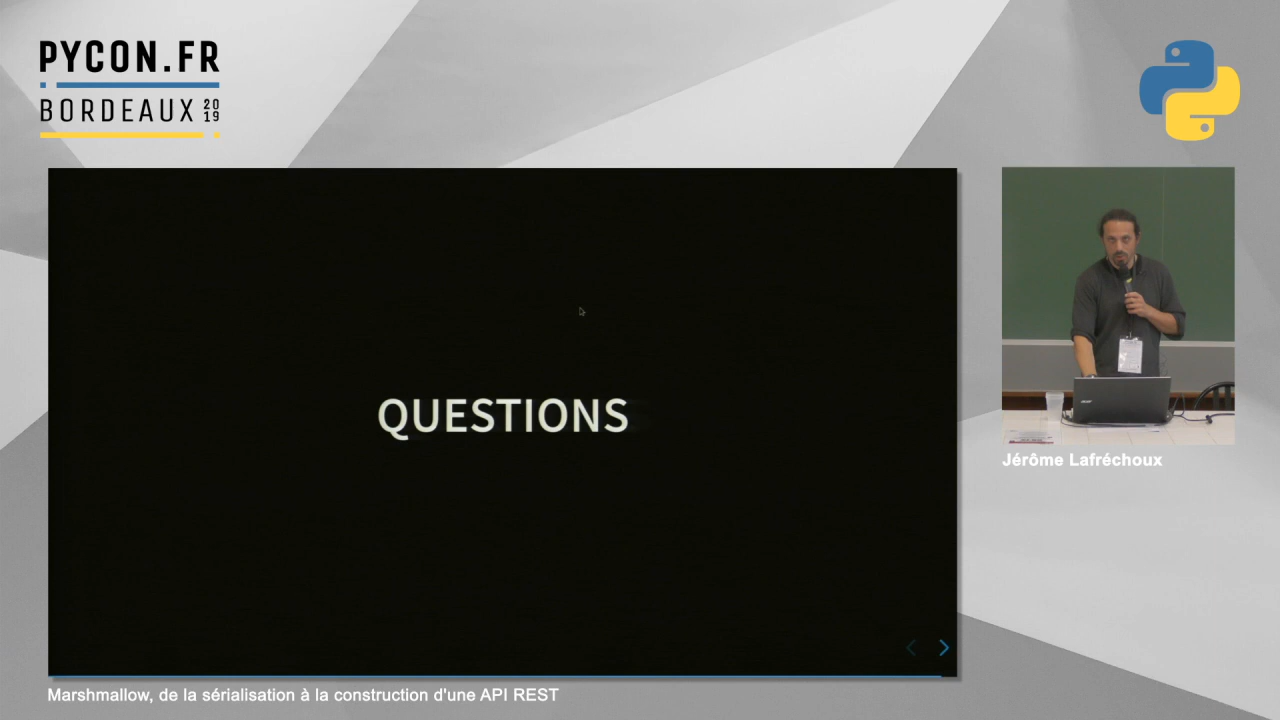 PYCON.FR
BORDEAUX 2019
QUESTIONS
Jérôme Lafréchoux
Marshmallow, de la sérialisation à la construction d'une API REST